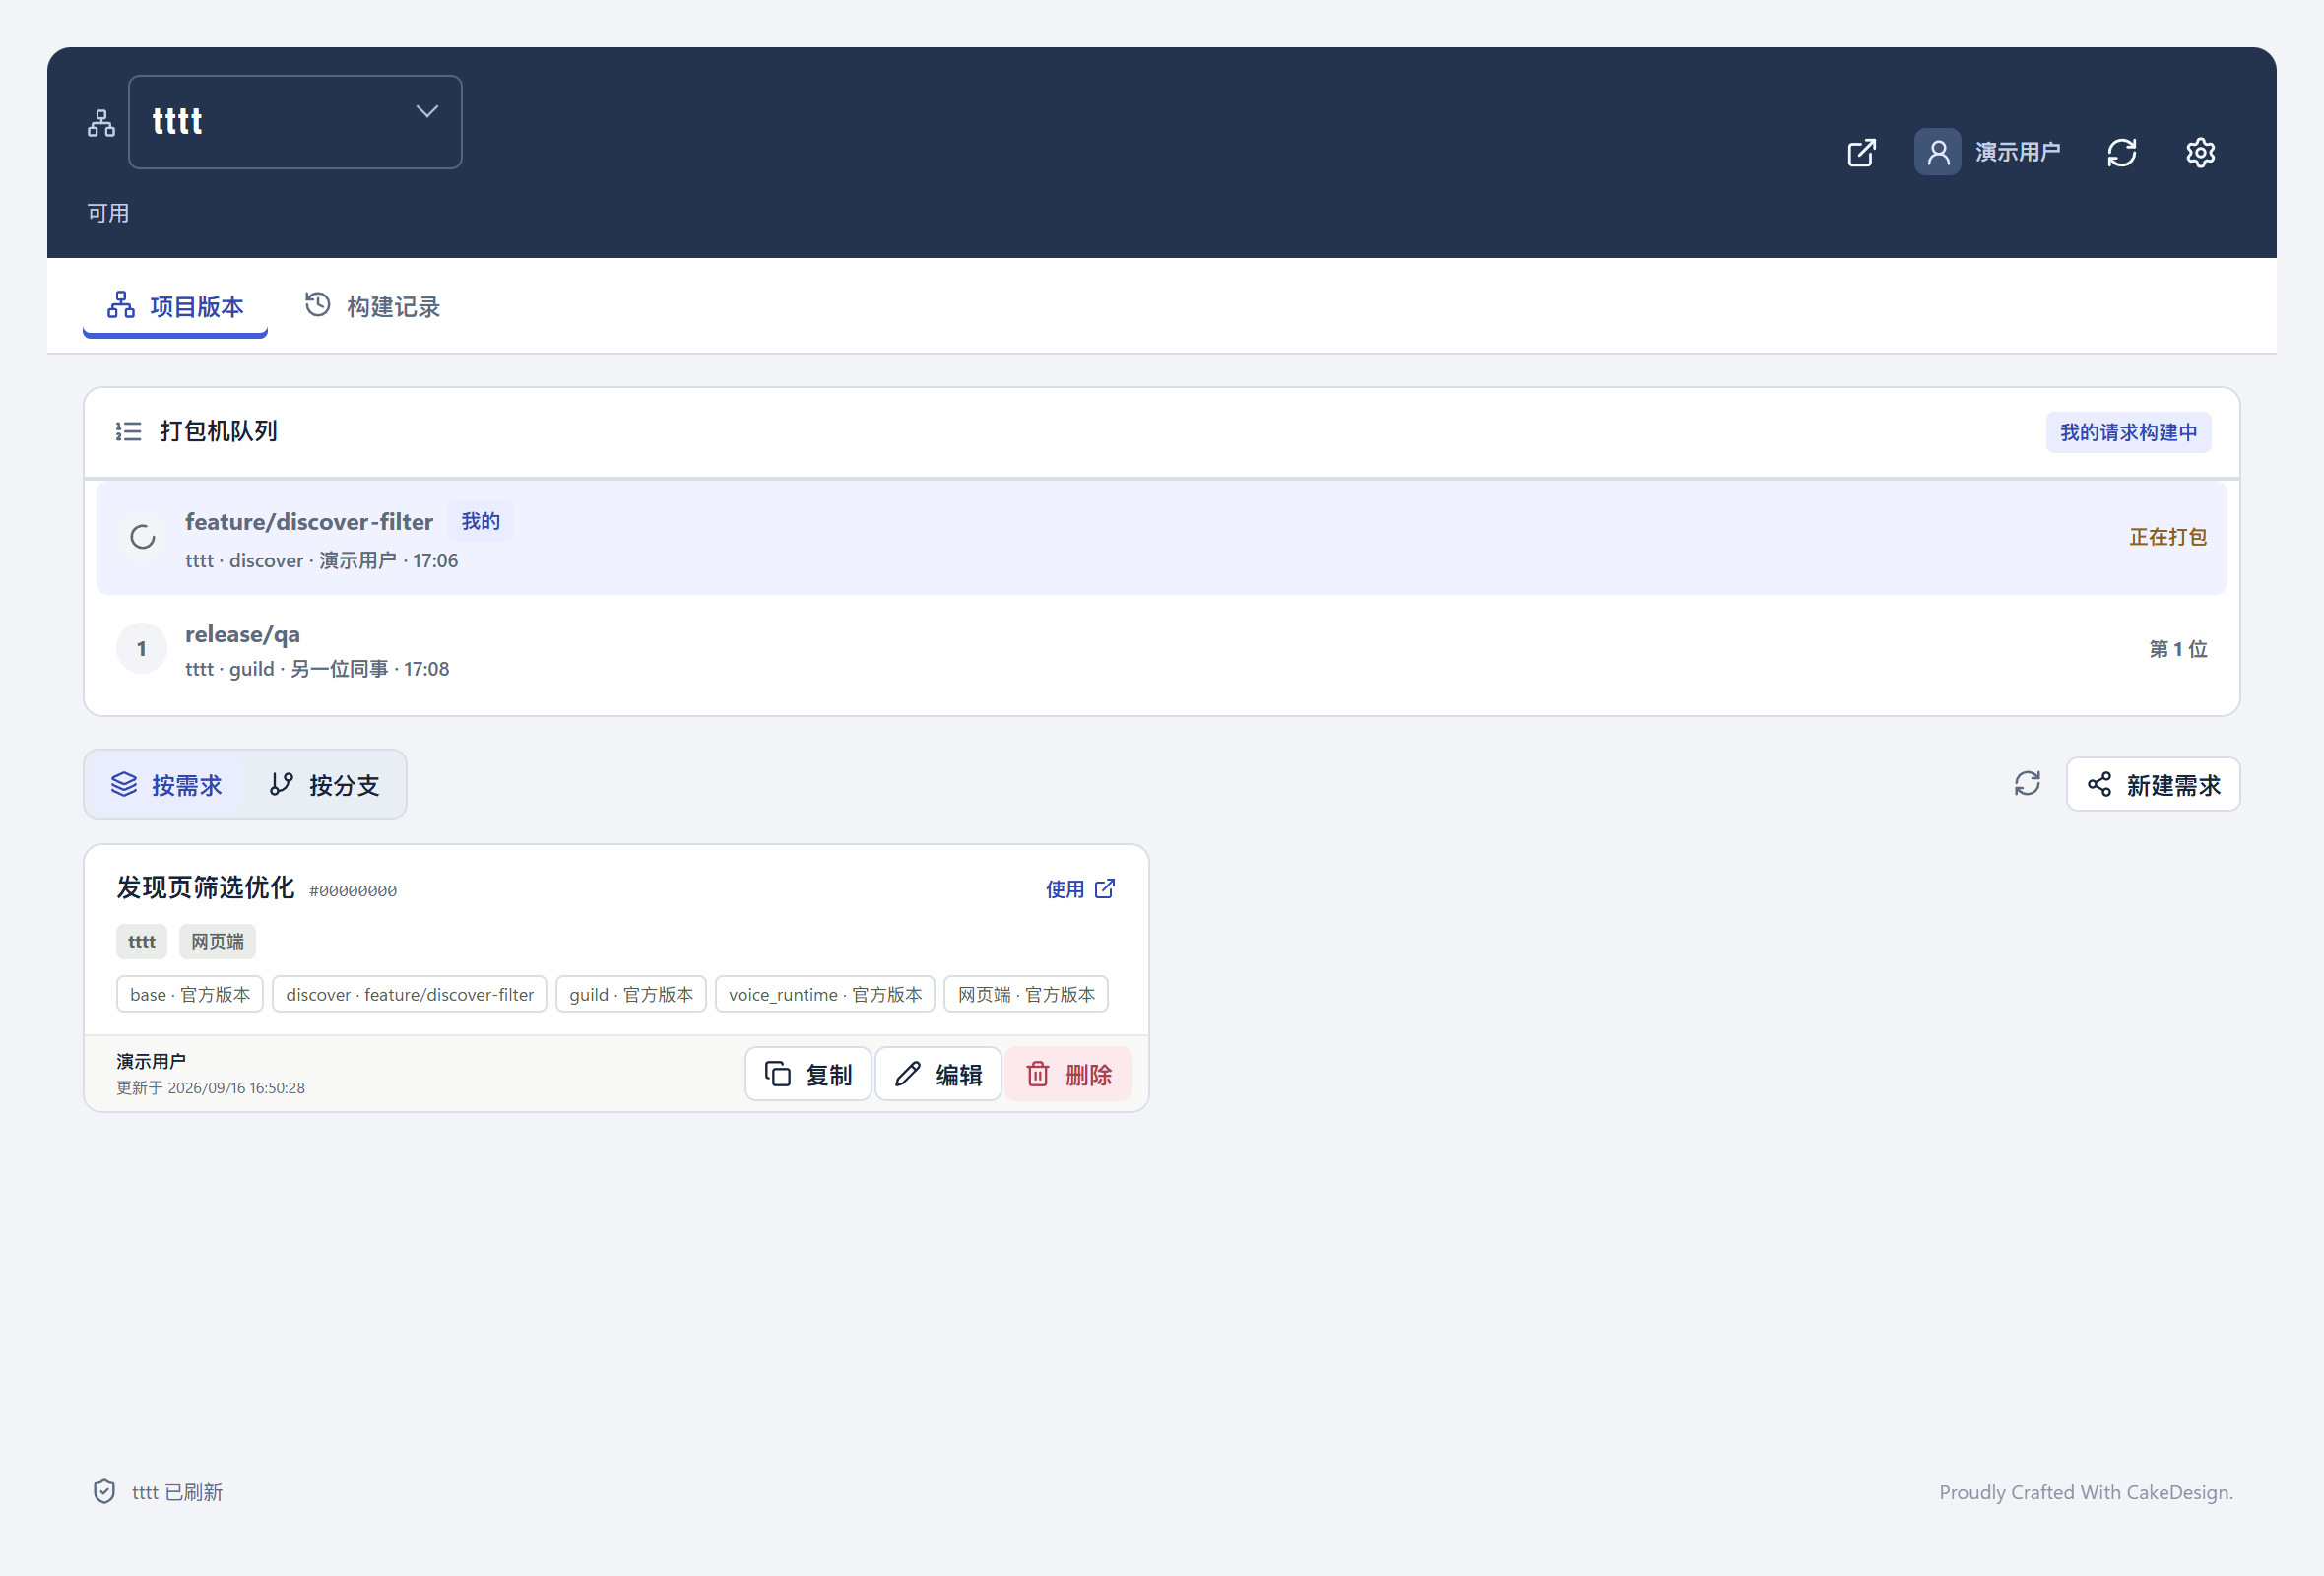 tttt
演示用户
可用
项目版本
构建记录
打包机队列
我的请求构建中
feature/discover-filter 我的
tttt · discover · 演示用户 · 17:06
正在打包
1
release/qa
tttt · guild · 另一位同事 · 17:08
第 1 位
按需求
按分支
新建需求
发现页筛选优化 #00000000
使用
tttt 网页端
base · 官方版本 discover · feature/discover-filter guild · 官方版本 voice_runtime · 官方版本 网页端 · 官方版本
演示用户
更新于 2026/09/16 16:50:28
复制
编辑
删除
tttt 已刷新
Proudly Crafted With CakeDesign.